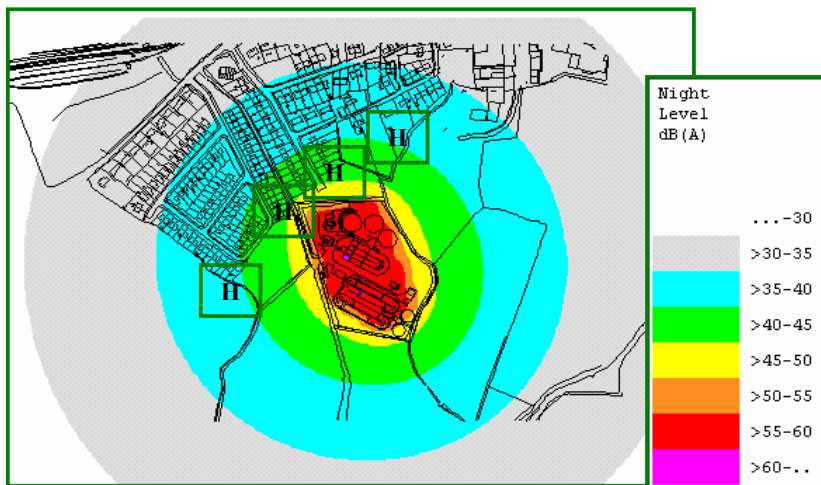 Night
Level
dB(A)
...-30
>30-35
>35-40
>40-45
>45-50
>50-55
>55-60
>60-..
H
H
H
H